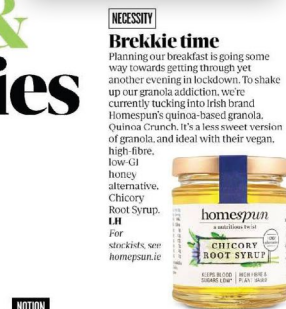 &
ies
NECESSITY
Brekkie time
Planning our breakfast is going some
way towards getting through yet
another evening in lockdown. To shake
up our granola addiction, we're
currently tucking into Irish brand
Homespun's quinoa-based granola,
Quinoa Crunch. It's a less sweet version
of granola, and ideal with their vegan,
high-fibre,
low-GI
honey
alternative,
Chicory
Root Syrup.
LH
For
stockists, see
homepsun.ie
homespun
a nutritious twist
CHICORY
ROOT SYRUP
KEEPS BLOOD
SUGARS LOW*
HIGH FIBRE &
PLANT BASED
NOTION